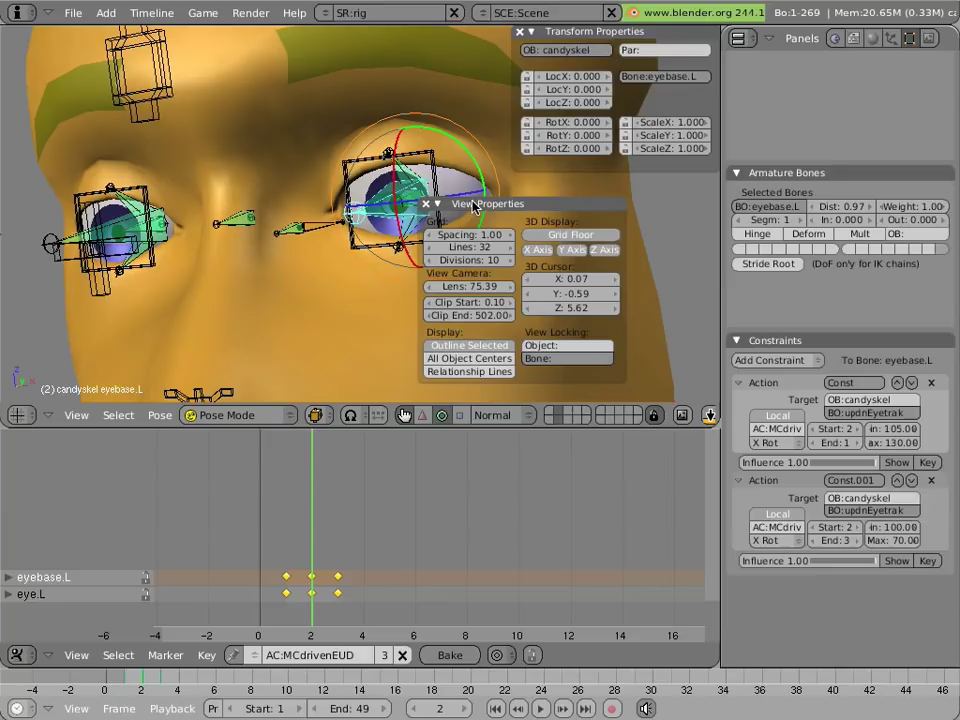 File Add Timeline Game Render Help SR:rig SCE:Scene www.blender.org 244.1 Bo:1-269 | Mem:20.65M (0.33M) ca
Transform Properties
OB: candyskel Par:
LocX: 0.000 Bone:eyebase.L
LocY: 0.000
LocZ: 0.000
RotX: 0.000 ScaleX: 1.000
RotY: 0.000 ScaleY: 1.000
RotZ: 0.000 ScaleZ: 1.000
View Properties
Grid: 3D Display:
Spacing: 1.00 Grid Floor
Lines: 32 X Axis Y Axis Z Axis
Divisions: 10
View Camera: 3D Cursor:
Lens: 75.39 X: 0.07
Clip Start: 0.10 Y: -0.59
Clip End: 502.00 Z: 5.62
Display: View Locking:
Outline Selected Object:
All Object Centers Bone:
Relationship Lines
z
y
(2) candyskel eyebase.L
View Select Pose Pose Mode Normal
Panels
Armature Bones
Selected Bones
BO:eyebase.L Dist: 0.97 Weight: 1.00
Segm: 1 In: 0.000 Out: 0.000
Hinge Deform Mult OB:
Stride Root (DoF only for IK chains)
Constraints
Add Constraint To Bone: eyebase.L
Action Const
Target OB:candyskel
Local BO:updnEyetrak
AC:MCdriv Start: 2 in: 105.00
X Rot End: 1 ax: 130.00
Influence 1.00 Show Key
Action Const.001
Target OB:candyskel
Local BO:updnEyetrak
AC:MCdriv Start: 2 in: 100.00
X Rot End: 3 Max: 70.00
Influence 1.00 Show Key
eyebase.L
eye.L
-6 -4 -2 0 2 4 6 8 10 12 14 16
View Select Marker Key AC:MCdrivenEUD 3 Bake
-4 -2 0 2 4 6 8 10 12 14 16 18 20 22 24 26 28 30 32 34 36 38 40 42 44 46
View Frame Playback Pr Start: 1 End: 49 2